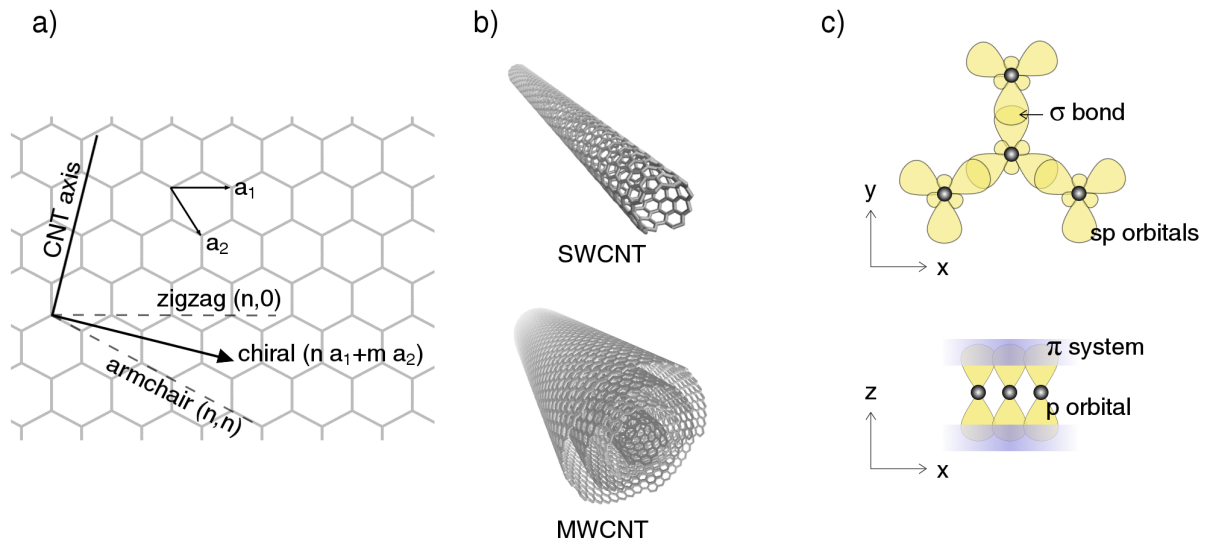 a)
CNT axis
a₁
a₂
zigzag (n,0)
chiral (n a₁+m a₂)
armchair (n,n)
b)
SWCNT
MWCNT
c)
σ bond
y
sp orbitals
x
π system
z
p orbital
x